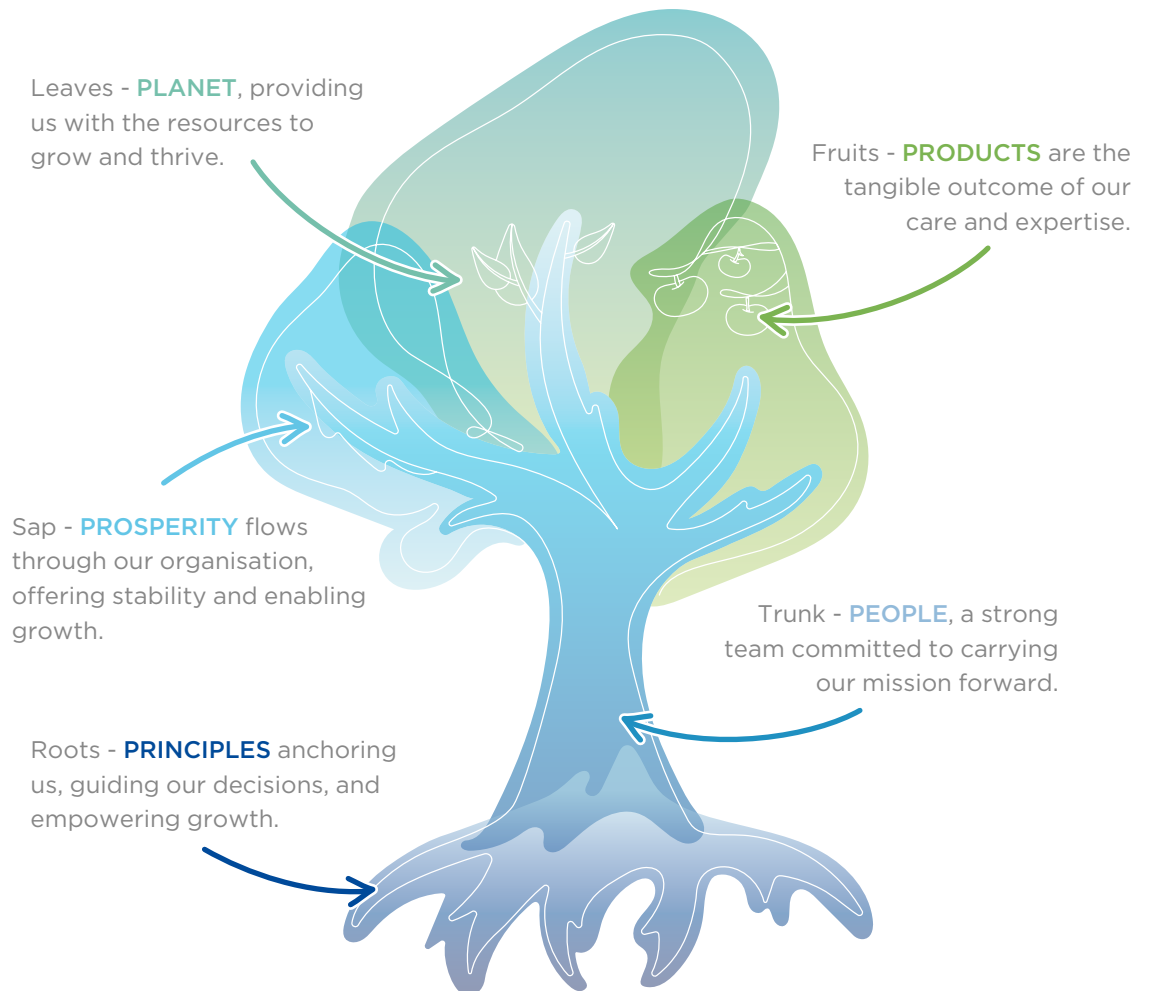 Leaves - PLANET, providing
us with the resources to
grow and thrive.
Fruits - PRODUCTS are the
tangible outcome of our
care and expertise.
Sap - PROSPERITY flows
through our organisation,
offering stability and enabling
growth.
Trunk - PEOPLE, a strong
team committed to carrying
our mission forward.
Roots - PRINCIPLES anchoring
us, guiding our decisions, and
empowering growth.